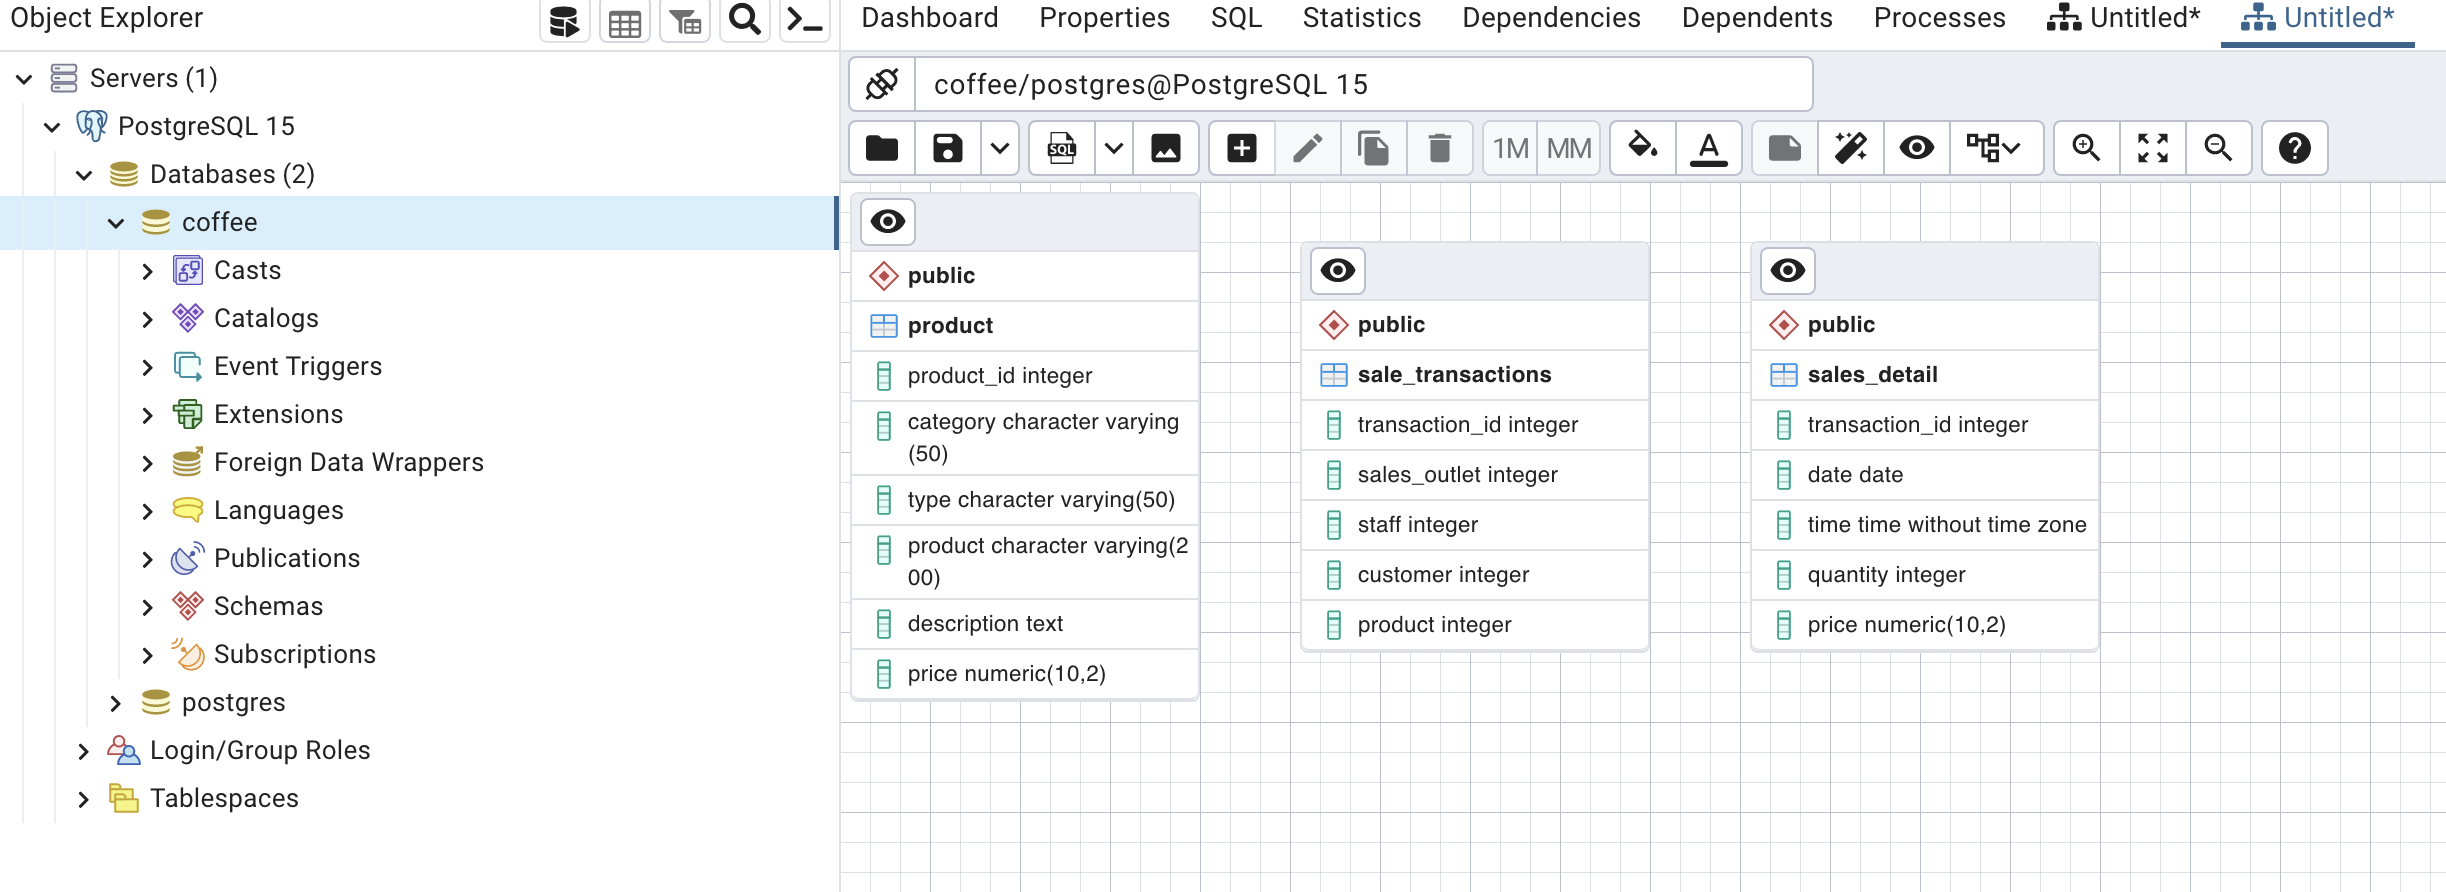 Object Explorer
Dashboard Properties SQL Statistics Dependencies Dependents Processes Untitled* Untitled*
Servers (1)
PostgreSQL 15
Databases (2)
coffee
Casts
Catalogs
Event Triggers
Extensions
Foreign Data Wrappers
Languages
Publications
Schemas
Subscriptions
postgres
Login/Group Roles
Tablespaces
coffee/postgres@PostgreSQL 15
SQL 1M MM A
public
product
product_id integer
category character varying
(50)
type character varying(50)
product character varying(2
00)
description text
price numeric(10,2)
public
sale_transactions
transaction_id integer
sales_outlet integer
staff integer
customer integer
product integer
public
sales_detail
transaction_id integer
date date
time time without time zone
quantity integer
price numeric(10,2)